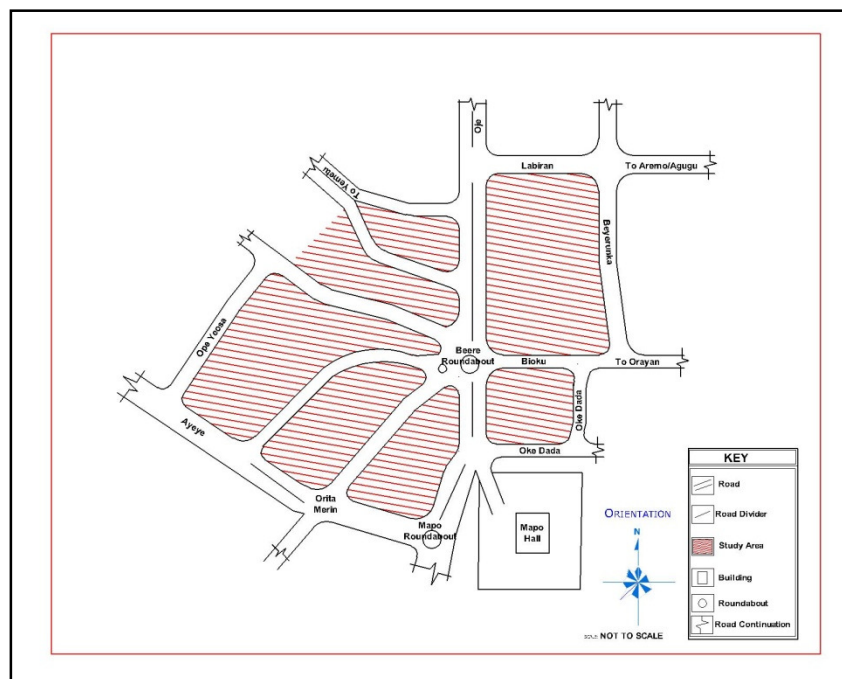 Oje
Labiran
To Aremo/Agugu
To Yemetu
Beyerunka
Ope Yeosa
Beere
Roundabout
Bioku
To Orayan
Oke Dada
Ayeye
Oke Dada
Orita
Merin
Mapo
Roundabout
Mapo
Hall
ORIENTATION
N
SCALE: NOT TO SCALE
KEY
Road
Road Divider
Study Area
Building
Roundabout
Road Continuation